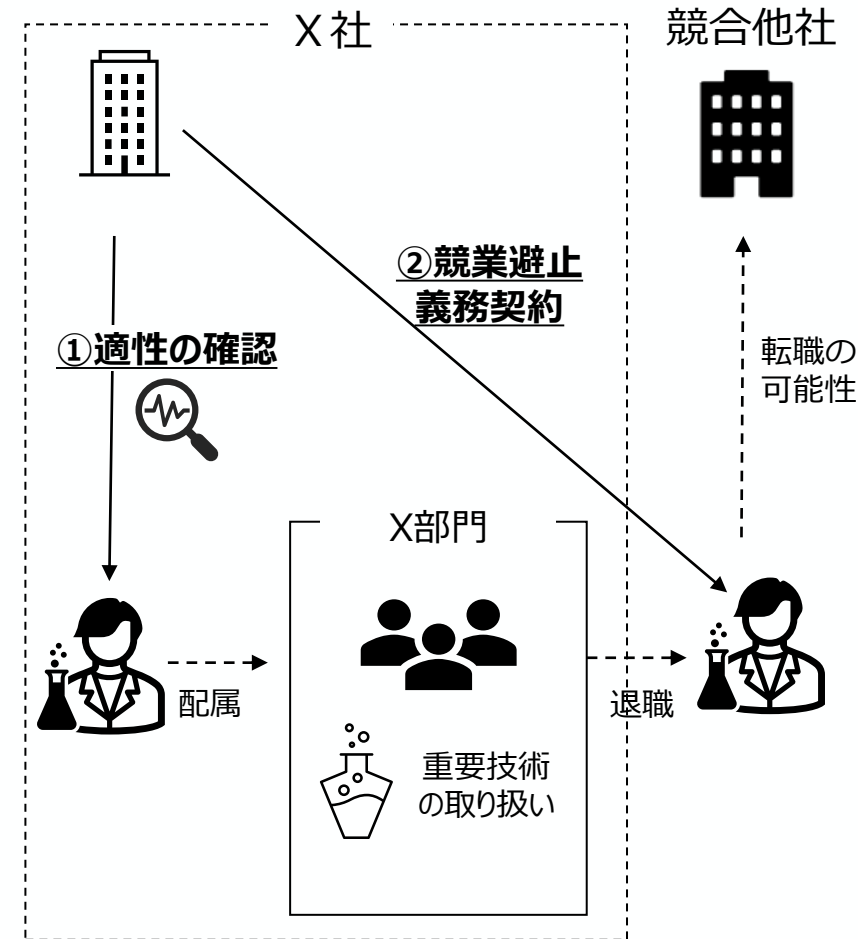 X社
競合他社
②競業避止
義務契約
①適性の確認
転職の
可能性
X部門
配属
退職
重要技術
の取り扱い